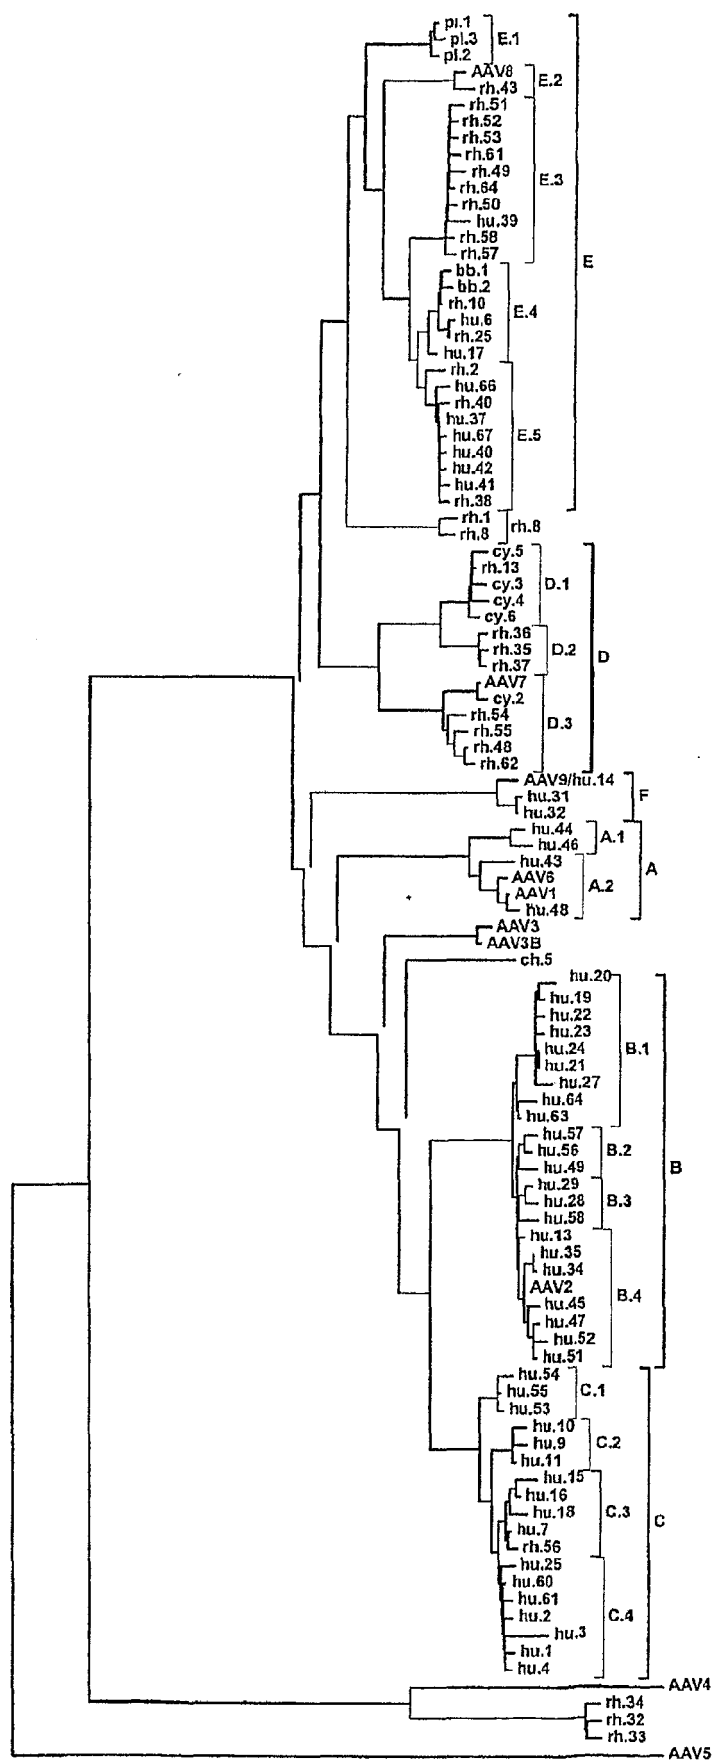 pi.1
pi.3 E.1
pi.2
AAV8 E.2
rh.43
rh.51
rh.52
rh.53
rh.61
rh.49 E.3
rh.64
rh.50
hu.39
rh.58
rh.57 E
bb.1
bb.2
rh.10 E.4
hu.6
rh.25
hu.17
rh.2
hu.66
rh.40
hu.37
hu.67 E.5
hu.40
hu.42
hu.41
rh.38
rh.1 rh.8
rh.8
cy.5
rh.13
cy.3 D.1
cy.4
cy.6
rh.36
rh.35 D.2 D
rh.37
AAV7
cy.2
rh.54 D.3
rh.55
rh.48
rh.62
AAV9/hu.14
hu.31 F
hu.32
hu.44 A.1
hu.46
hu.43 A
AAV6 A.2
AAV1
hu.48
AAV3
AAV3B
ch.5
hu.20
hu.19
hu.22
hu.23
hu.24 B.1
hu.21
hu.27
hu.64
hu.63
hu.57
hu.56 B.2
hu.49 B
hu.29
hu.28 B.3
hu.58
hu.13
hu.35
hu.34
AAV2 B.4
hu.45
hu.47
hu.52
hu.51
hu.54
hu.55 C.1
hu.53
hu.10
hu.9 C.2
hu.11
hu.15
hu.16
hu.18 C.3 C
hu.7
rh.56
hu.25
hu.60
hu.61
hu.2 C.4
hu.3
hu.1
hu.4
AAV4
rh.34
rh.32
rh.33
AAV5